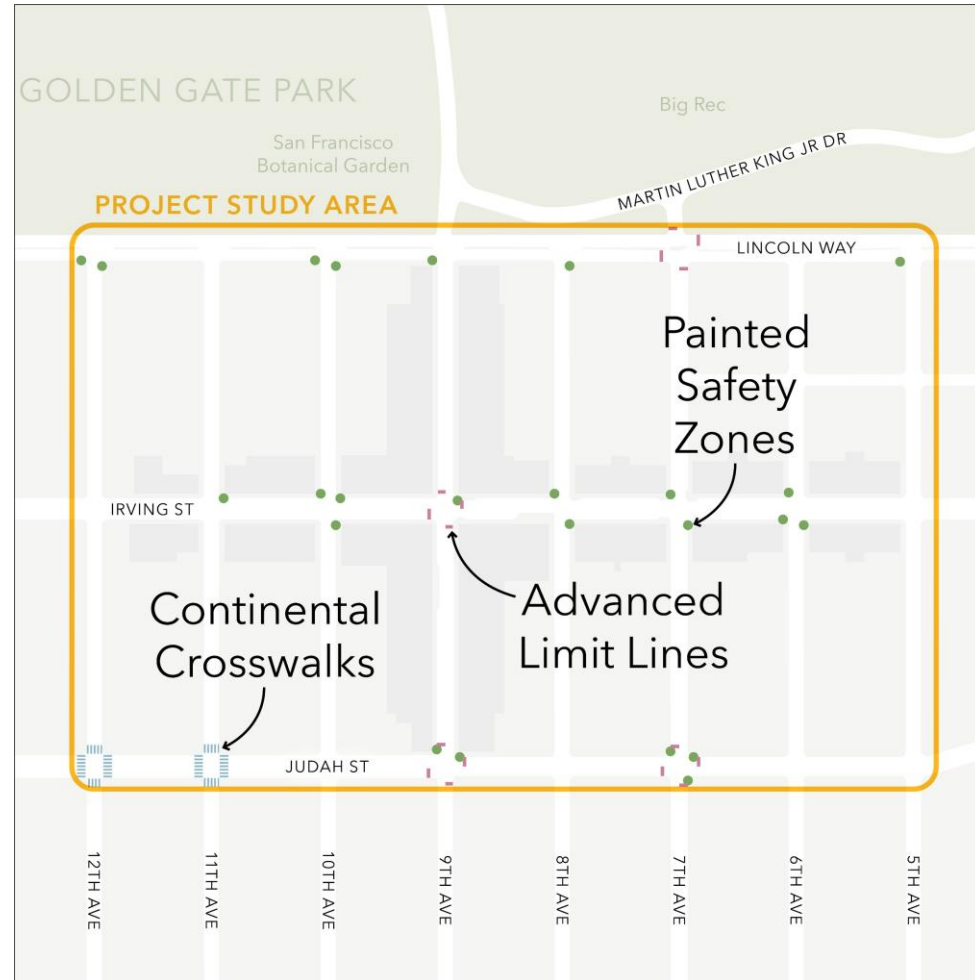 GOLDEN GATE PARK
Big Rec
San Francisco
Botanical Garden
MARTIN LUTHER KING JR DR
PROJECT STUDY AREA
LINCOLN WAY
Painted
Safety
Zones
IRVING ST
Continental
Crosswalks
Advanced
Limit Lines
JUDAH ST
12TH AVE
11TH AVE
10TH AVE
9TH AVE
8TH AVE
7TH AVE
6TH AVE
5TH AVE